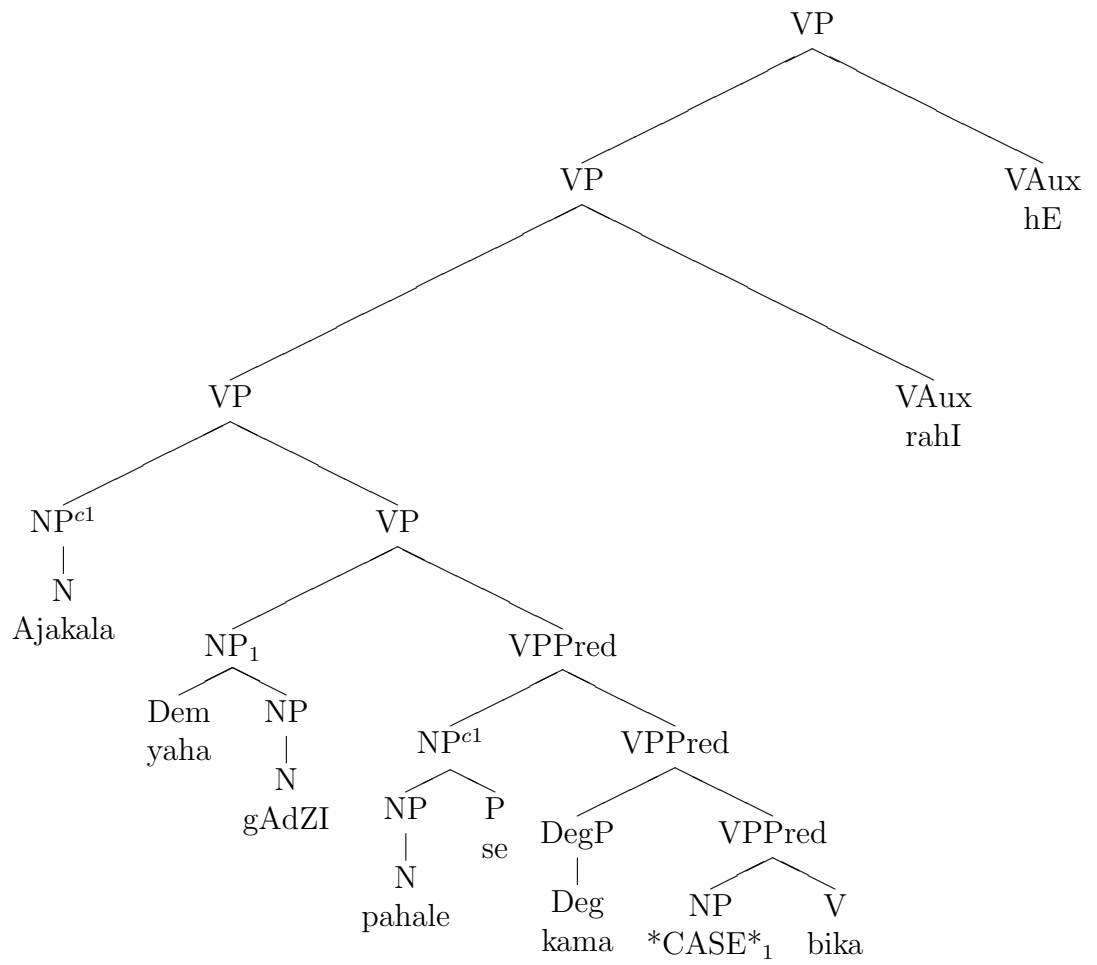 VP
VP VAux
hE
VP VAux
rahI
NP^{c1} VP
N
Ajakala
NP_1 VPPred
Dem NP
yaha
N
gAdZI
NP^{c1} VPPred
NP P
se
DegP VPPred
N
pahale
Deg NP V
kama *CASE*_1 bika